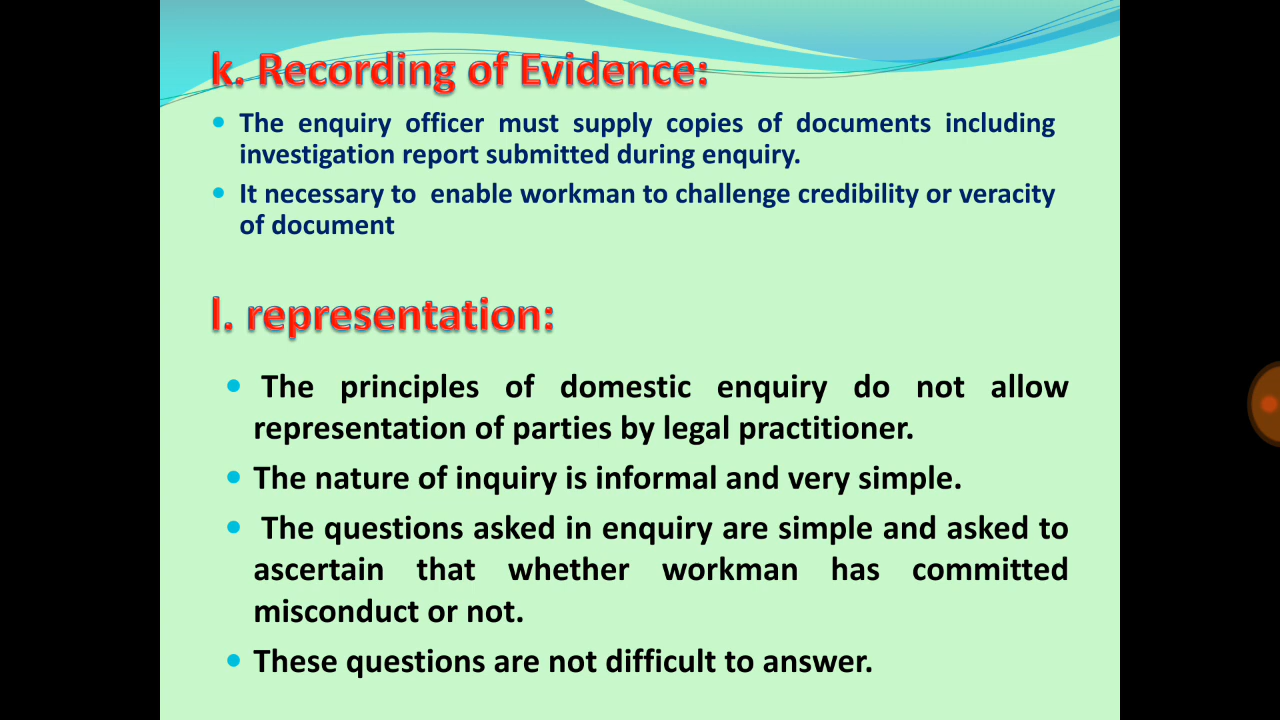 k. Recording of Evidence:
The enquiry officer must supply copies of documents including
investigation report submitted during enquiry.
It necessary to enable workman to challenge credibility or veracity
of document
l. representation:
The principles of domestic enquiry do not allow
representation of parties by legal practitioner.
The nature of inquiry is informal and very simple.
The questions asked in enquiry are simple and asked to
ascertain that whether workman has committed
misconduct or not.
These questions are not difficult to answer.